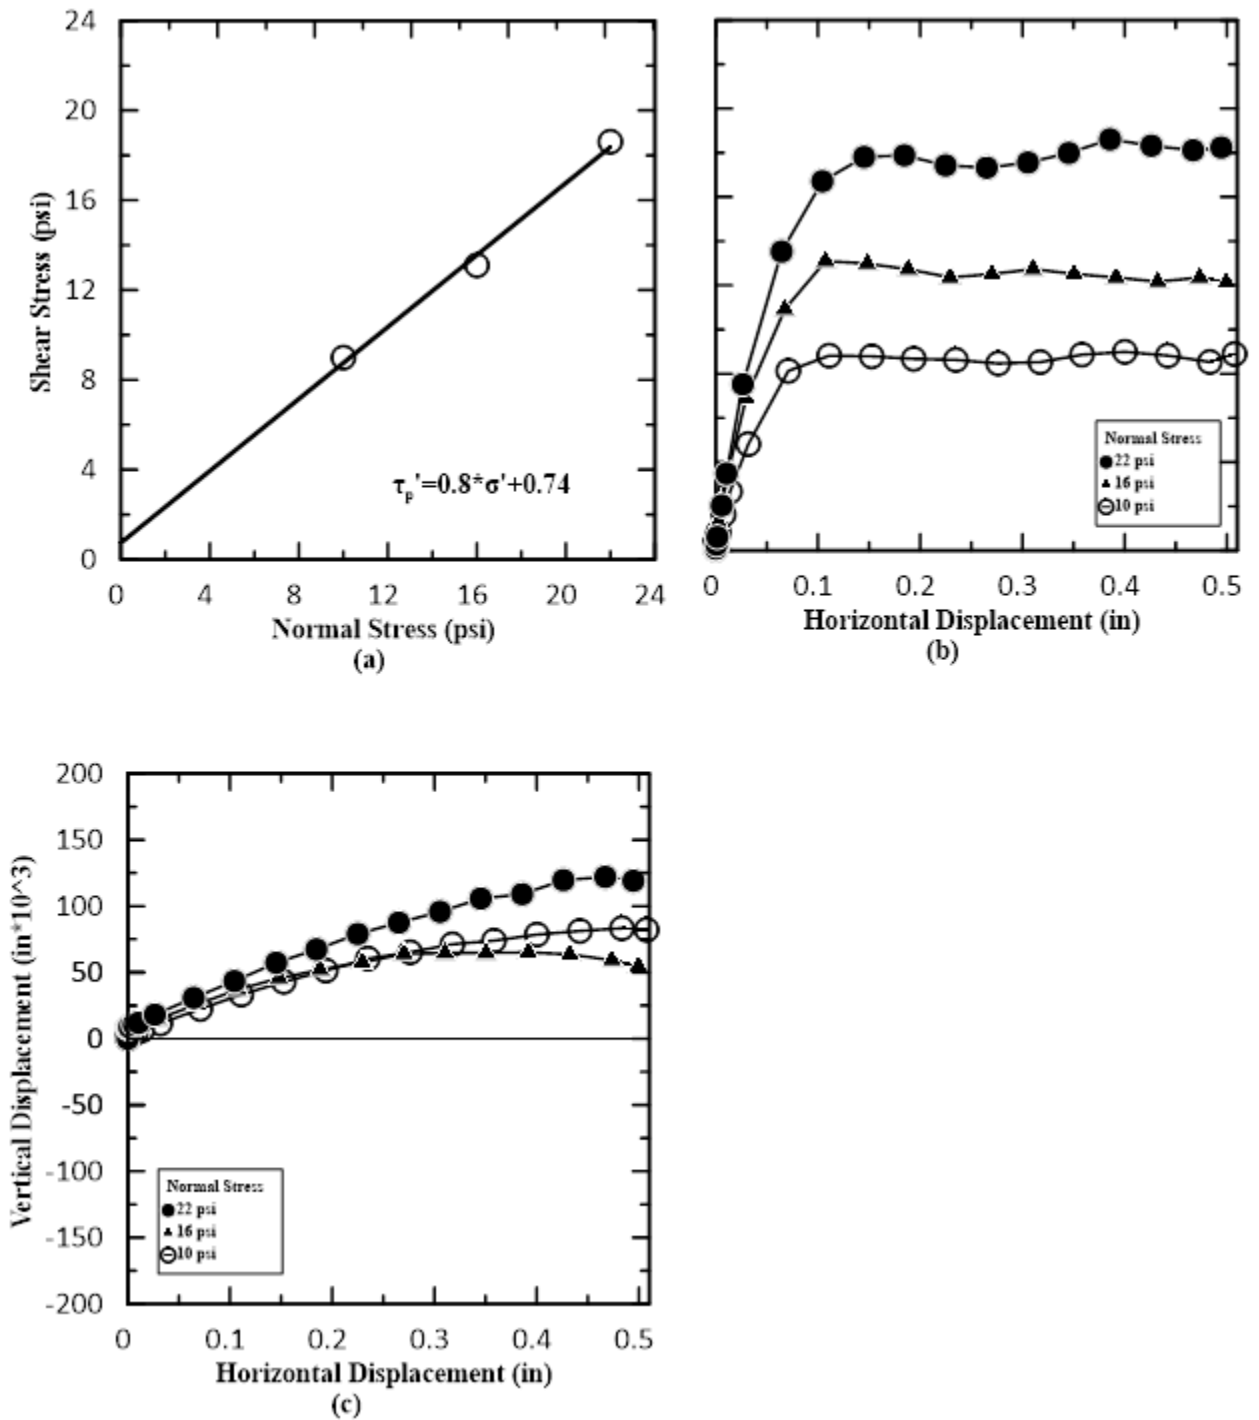 24
20
16
12
8
4
0
Shear Stress (psi)
τp'=0.8*σ'+0.74
0 4 8 12 16 20 24
Normal Stress (psi)
(a)
Normal Stress
22 psi
16 psi
10 psi
0 0.1 0.2 0.3 0.4 0.5
Horizontal Displacement (in)
(b)
200
150
100
50
0
-50
-100
-150
-200
Vertical Displacement (in*10^3)
Normal Stress
22 psi
16 psi
10 psi
0 0.1 0.2 0.3 0.4 0.5
Horizontal Displacement (in)
(c)